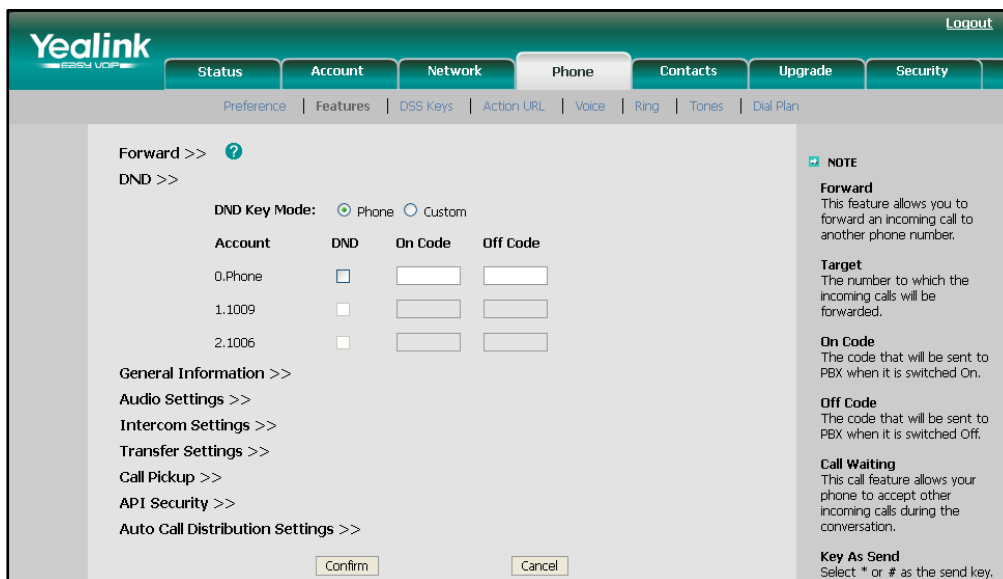 Logout
Yealink
EASY VOIP
Status Account Network Phone Contacts Upgrade Security
Preference | Features | DSS Keys | Action URL | Voice | Ring | Tones | Dial Plan
Forward >> ?
DND >>
DND Key Mode: Phone Custom
Account DND On Code Off Code
0.Phone
1.1009
2.1006
General Information >>
Audio Settings >>
Intercom Settings >>
Transfer Settings >>
Call Pickup >>
API Security >>
Auto Call Distribution Settings >>
Confirm Cancel
NOTE
Forward
This feature allows you to
forward an incoming call to
another phone number.
Target
The number to which the
incoming calls will be
forwarded.
On Code
The code that will be sent to
PBX when it is switched On.
Off Code
The code that will be sent to
PBX when it is switched Off.
Call Waiting
This call feature allows your
phone to accept other
incoming calls during the
conversation.
Key As Send
Select * or # as the send key.